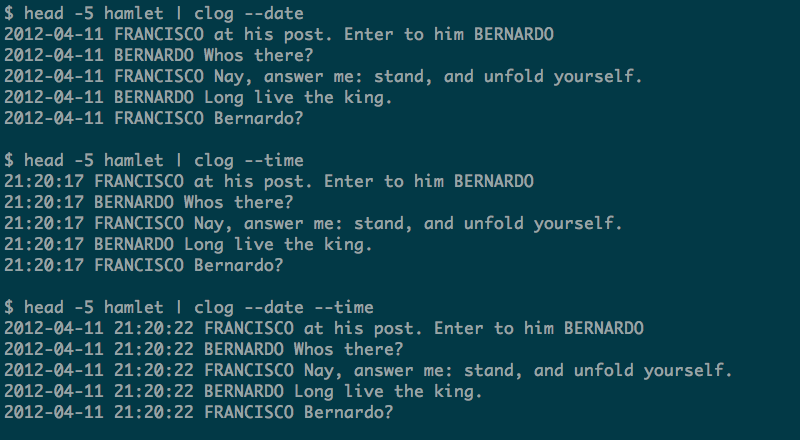 $ head -5 hamlet | clog --date
2012-04-11 FRANCISCO at his post. Enter to him BERNARDO
2012-04-11 BERNARDO Whos there?
2012-04-11 FRANCISCO Nay, answer me: stand, and unfold yourself.
2012-04-11 BERNARDO Long live the king.
2012-04-11 FRANCISCO Bernardo?
$ head -5 hamlet | clog --time
21:20:17 FRANCISCO at his post. Enter to him BERNARDO
21:20:17 BERNARDO Whos there?
21:20:17 FRANCISCO Nay, answer me: stand, and unfold yourself.
21:20:17 BERNARDO Long live the king.
21:20:17 FRANCISCO Bernardo?
$ head -5 hamlet | clog --date --time
2012-04-11 21:20:22 FRANCISCO at his post. Enter to him BERNARDO
2012-04-11 21:20:22 BERNARDO Whos there?
2012-04-11 21:20:22 FRANCISCO Nay, answer me: stand, and unfold yourself.
2012-04-11 21:20:22 BERNARDO Long live the king.
2012-04-11 21:20:22 FRANCISCO Bernardo?